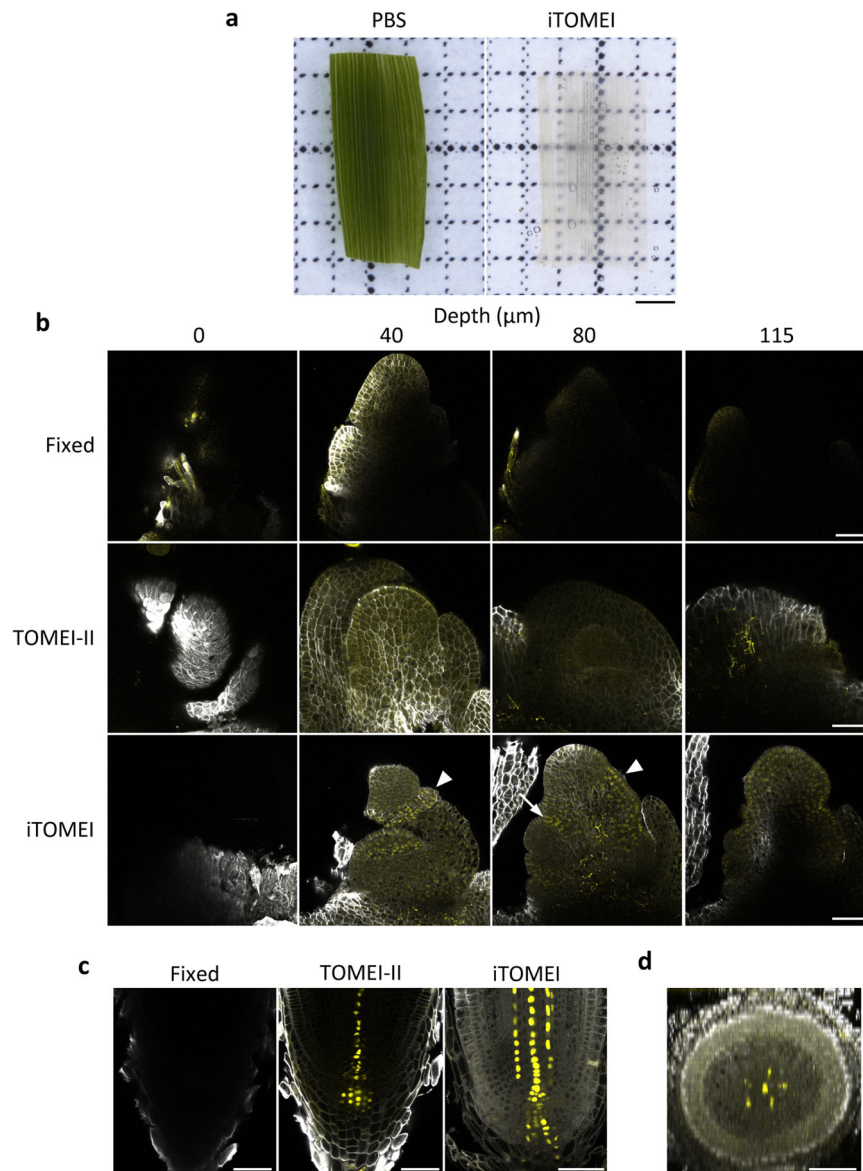 a
PBS iTOMEI
b
Depth (μm)
0 40 80 115
Fixed
TOMEI-II
iTOMEI
c d
Fixed TOMEI-II iTOMEI